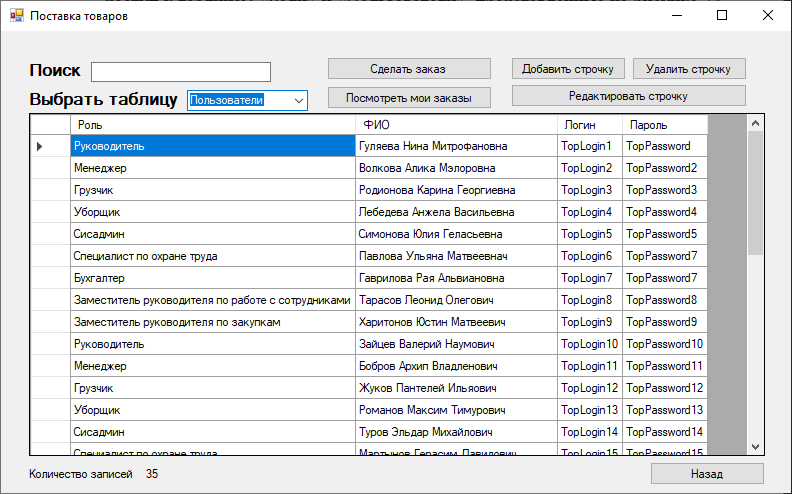 Поставка товаров
Поиск
Сделать заказ
Добавить строчку
Удалить строчку
Выбрать таблицу
Пользователи
Посмотреть мои заказы
Редактировать строчку
Роль ФИО Логин Пароль
Руководитель Гуляева Нина Митрофановна TopLogin1 TopPassword
Менеджер Волкова Алика Мэлоровна TopLogin2 TopPassword2
Грузчик Родионова Карина Георгиевна TopLogin3 TopPassword3
Уборщик Лебедева Анжела Васильевна TopLogin4 TopPassword4
Сисадмин Симонова Юлия Геласьевна TopLogin5 TopPassword5
Специалист по охране труда Павлова Ульяна Матвеевнач TopLogin6 TopPassword7
Бухгалтер Гаврилова Рая Альвиановна TopLogin7 TopPassword7
Заместитель руководителя по работе с сотрудниками Тарасов Леонид Олегович TopLogin8 TopPassword8
Заместитель руководителя по закупкам Харитонов Юстин Матвеевич TopLogin9 TopPassword9
Руководитель Зайцев Валерий Наумович TopLogin10 TopPassword10
Менеджер Бобров Архип Владленович TopLogin11 TopPassword11
Грузчик Жуков Пантелей Ильяович TopLogin12 TopPassword12
Уборщик Романов Максим Тимурович TopLogin13 TopPassword13
Сисадмин Туров Эльдар Михайлович TopLogin14 TopPassword14
Специалист по охране труда Мартынов Герасим Давидович TopLogin15 TopPassword15
Количество записей 35
Назад